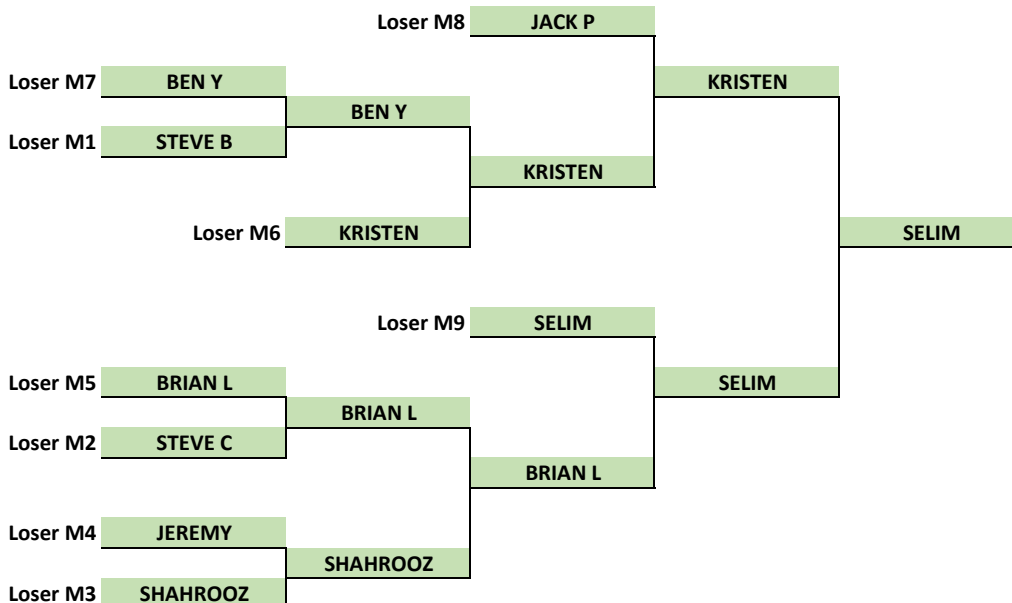 Loser M8 JACK P
Loser M7 BEN Y KRISTEN
BEN Y
Loser M1 STEVE B
KRISTEN
Loser M6 KRISTEN SELIM
Loser M9 SELIM
Loser M5 BRIAN L SELIM
BRIAN L
Loser M2 STEVE C
BRIAN L
Loser M4 JEREMY
SHAHROOZ
Loser M3 SHAHROOZ